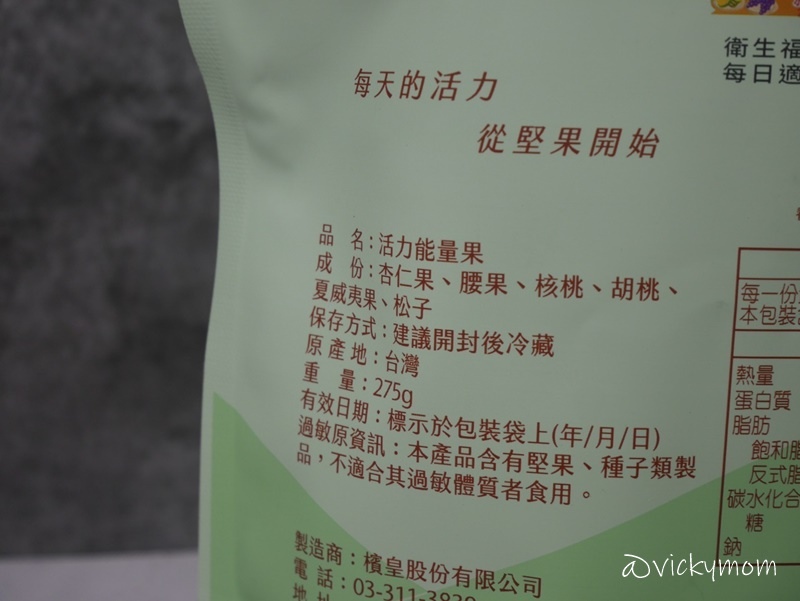 每天的活力
從堅果開始
衛生福
每日適
品　名：活力能量果
成　份：杏仁果、腰果、核桃、胡桃、
夏威夷果、松子
保存方式：建議開封後冷藏
原 產 地：台灣
重　量：275g
有效日期：標示於包裝袋上(年/月/日)
過敏原資訊：本產品含有堅果、種子類製
品，不適合其過敏體質者食用。
製造商：檳皇股份有限公司
電 話：03-311-3839
地 址
每一份
本包裝
熱量
蛋白質
脂肪
飽和脂
反式脂
碳水化合
糖
鈉
@vickymom